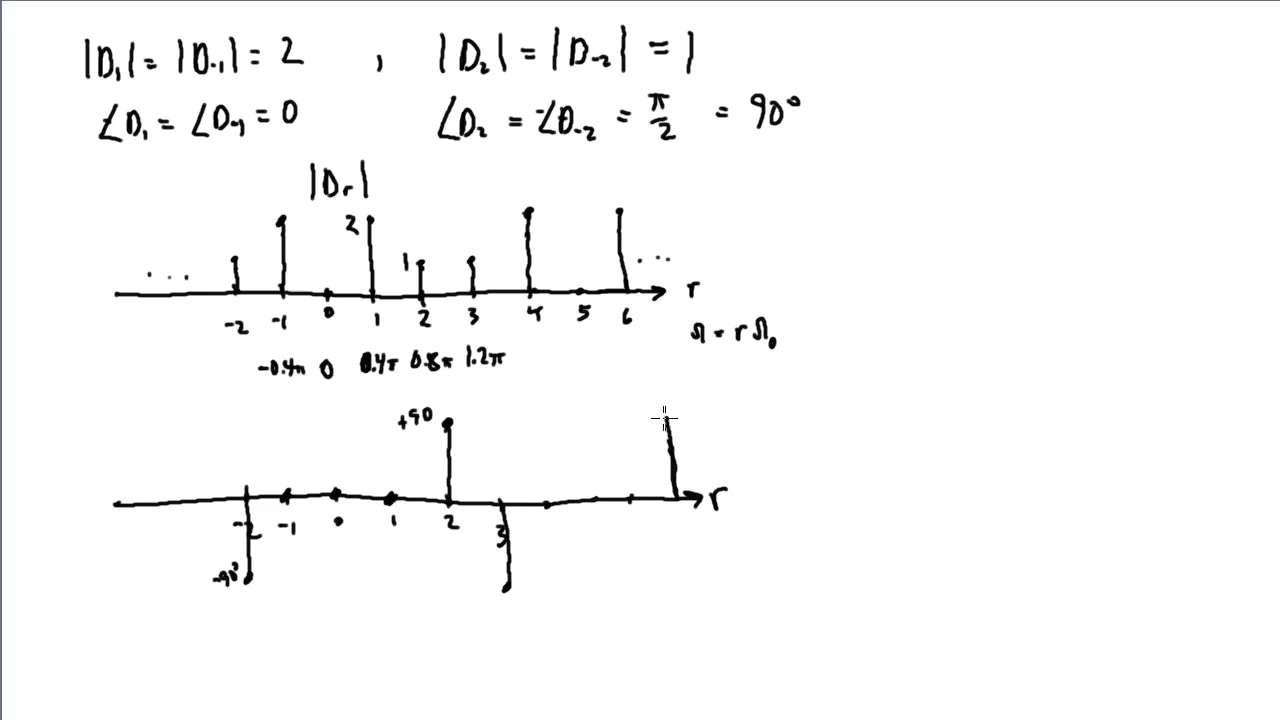 |D₁| = |D₋₁| = 2 , |D₂| = |D₋₂| = 1
∠D₁ = ∠D₋₁ = 0 ∠D₂ = -∠D₋₂ = π/2 = 90°
|Dr|
2
1
... ...
r
-2 -1 0 1 2 3 4 5 6
Ω = rΩ₀
-0.4π 0 0.4π 0.8π 1.2π
+90
r
-2 -1 0 1 2 3
-90°